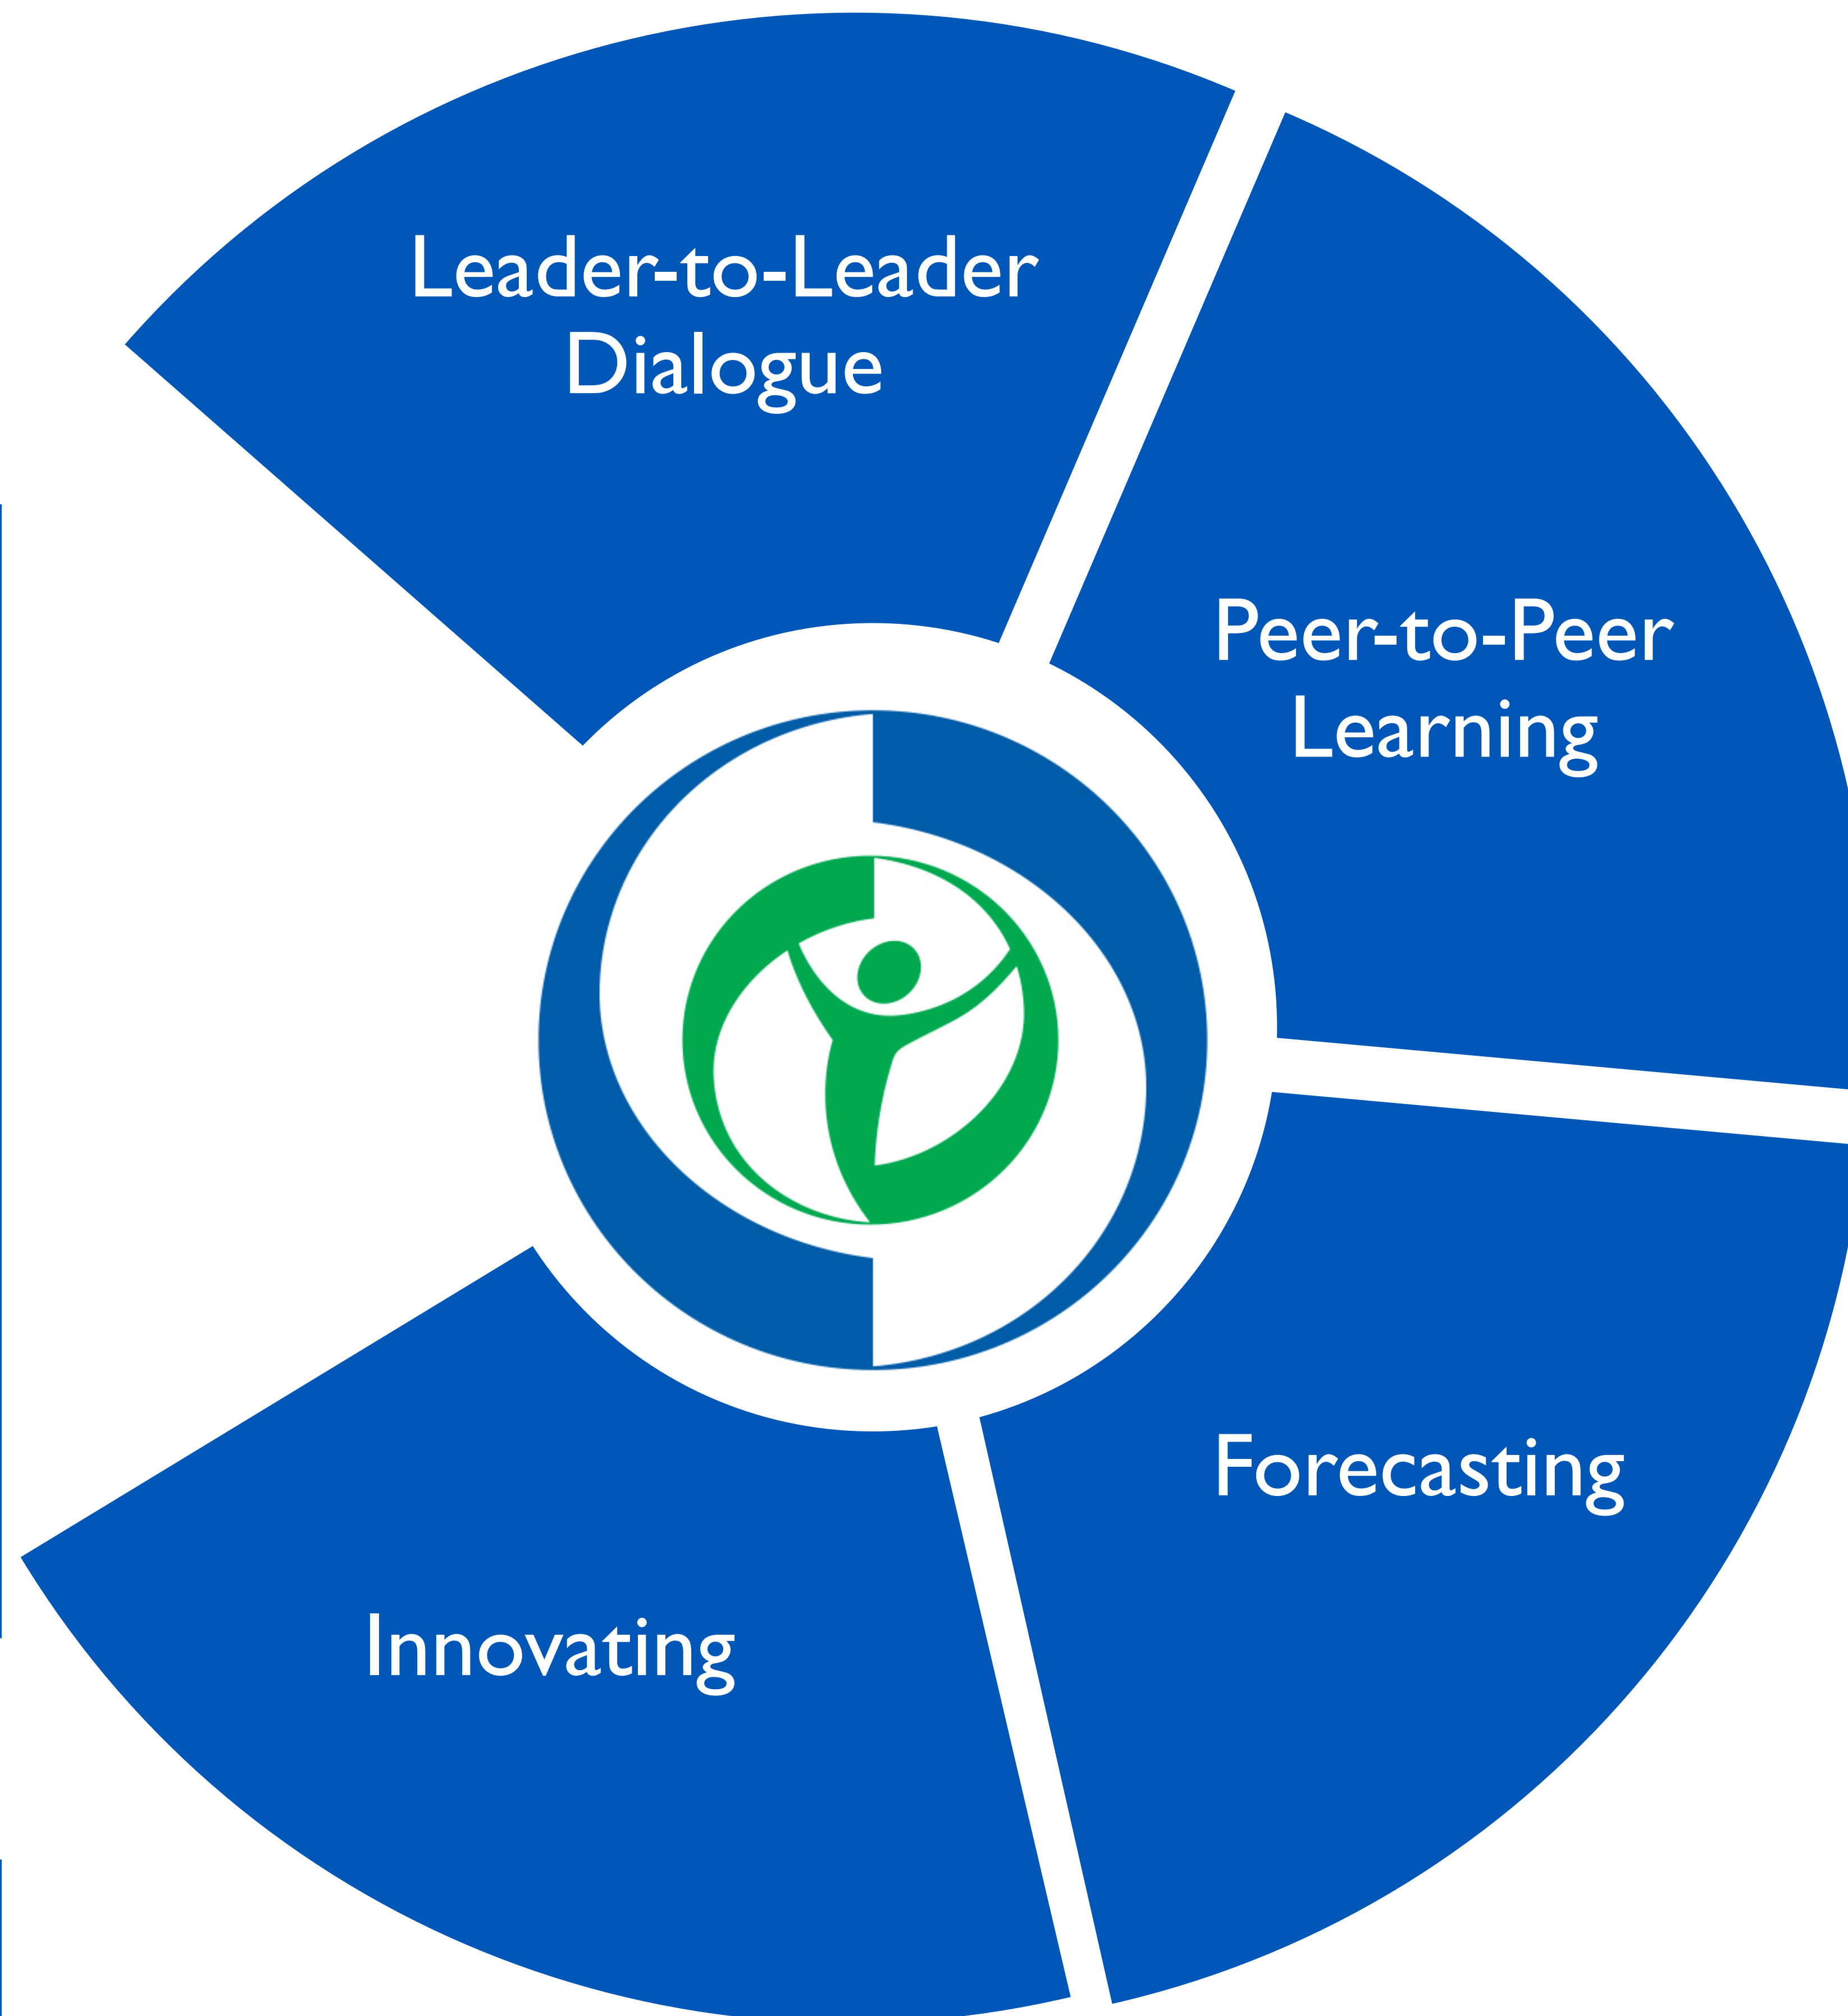 Leader-to-Leader
Dialogue
Peer-to-Peer
Learning
Forecasting
Innovating